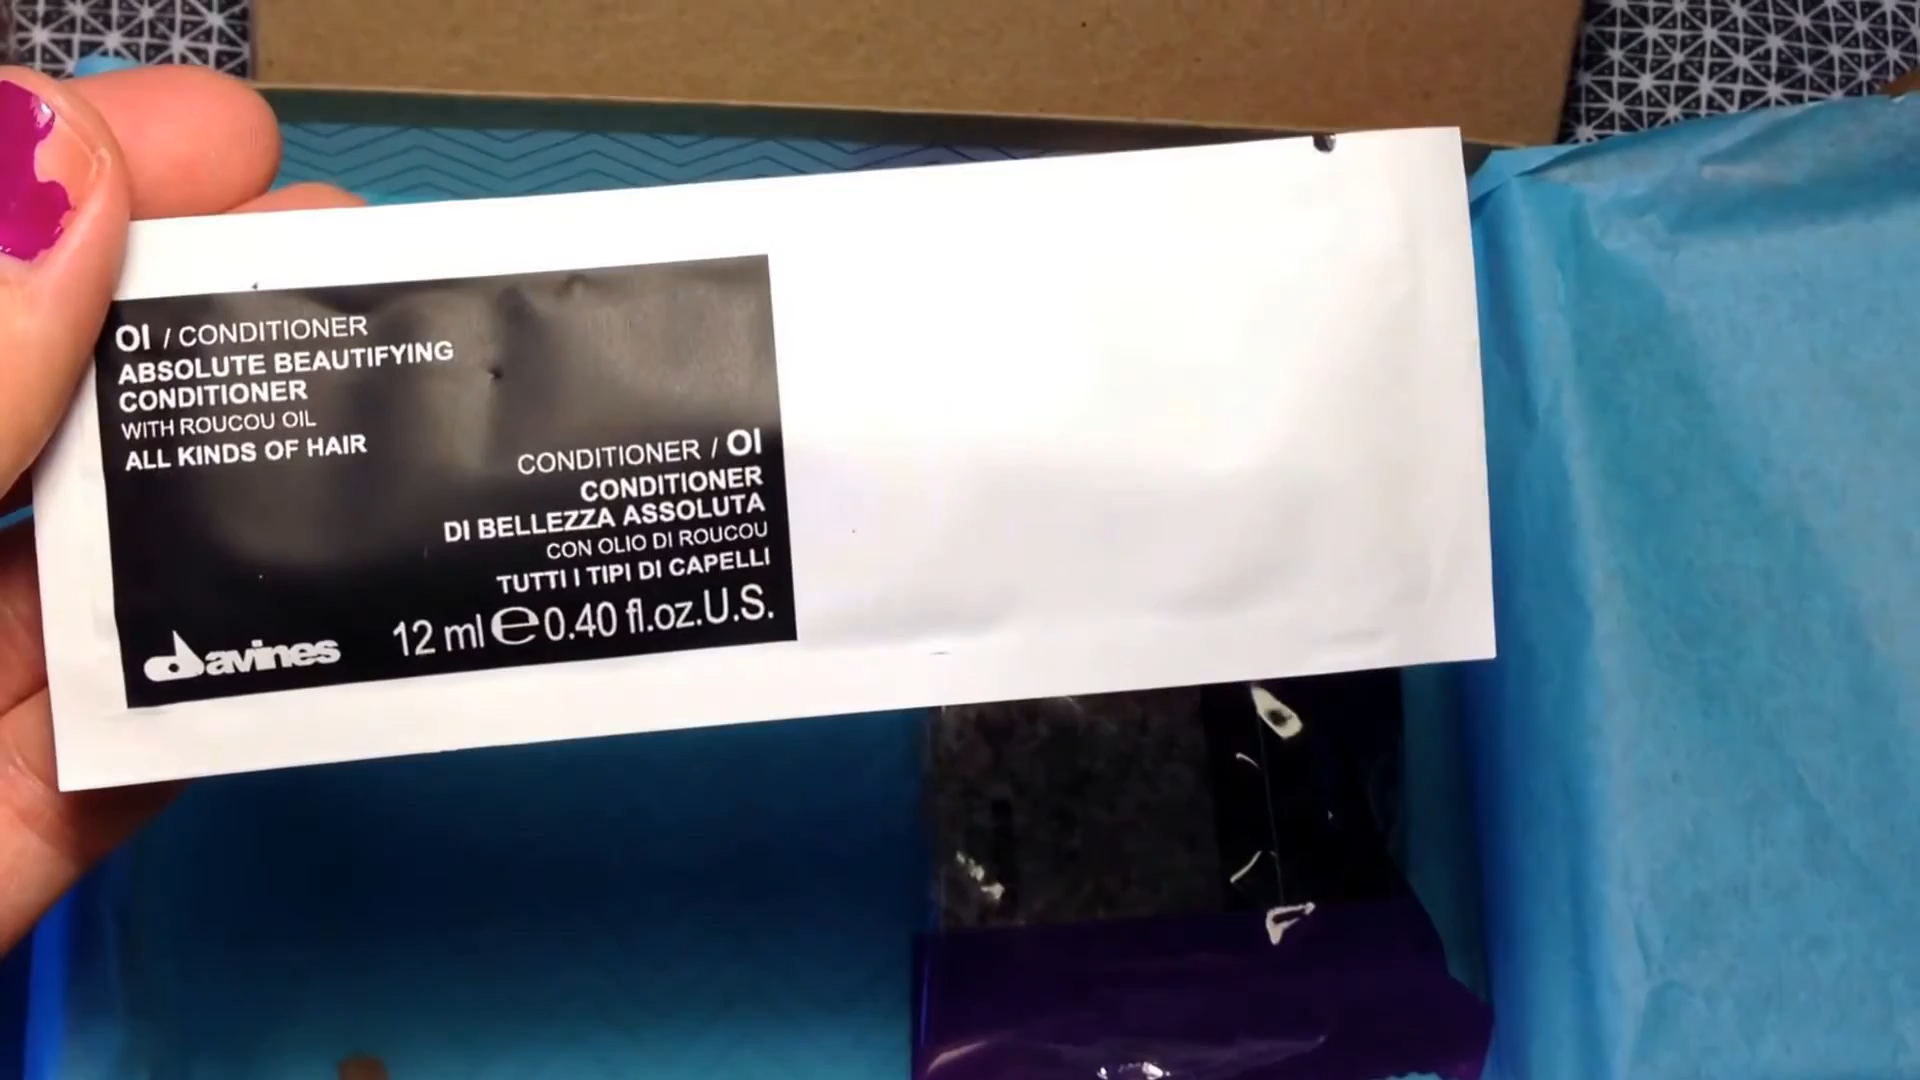 OI / CONDITIONER
ABSOLUTE BEAUTIFYING
CONDITIONER
WITH ROUCOU OIL
ALL KINDS OF HAIR
CONDITIONER / OI
CONDITIONER
DI BELLEZZA ASSOLUTA
CON OLIO DI ROUCOU
TUTTI I TIPI DI CAPELLI
12 ml e 0.40 fl.oz.U.S.
davines